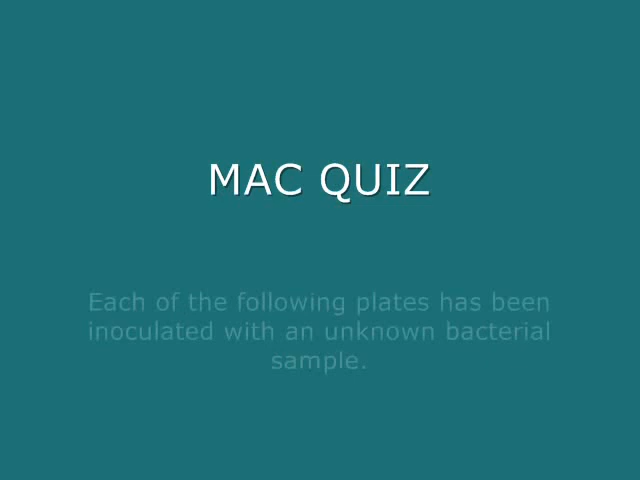 MAC QUIZ
Each of the following plates has been
inoculated with an unknown bacterial
sample.